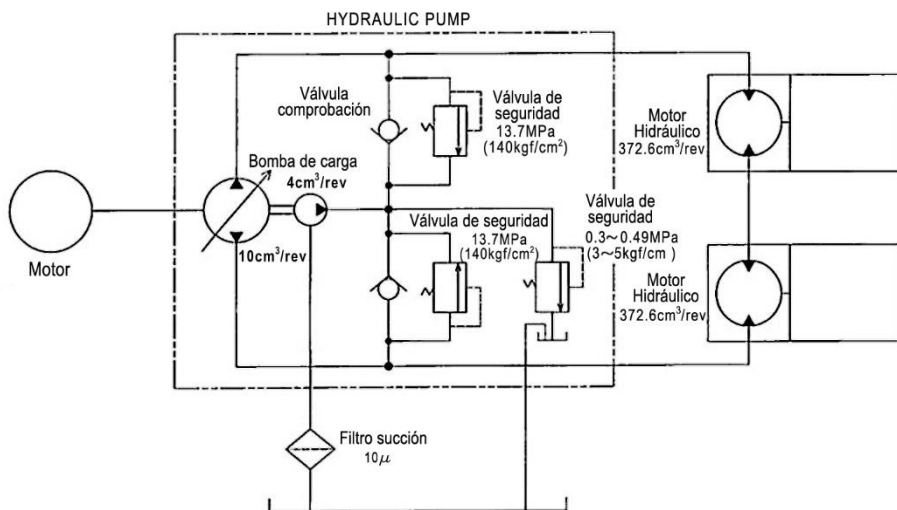 HYDRAULIC PUMP
Válvula
comprobación
Válvula de
seguridad
13.7MPa
(140kgf/cm²)
Motor
Hidráulico
372.6cm³/rev
Bomba de carga
4cm³/rev
Válvula de seguridad
13.7MPa
(140kgf/cm²)
Válvula de
seguridad
0.3~0.49MPa
(3~5kgf/cm )
10cm³/rev
Motor
Motor
Hidráulico
372.6cm³/rev
Filtro succión
10μ